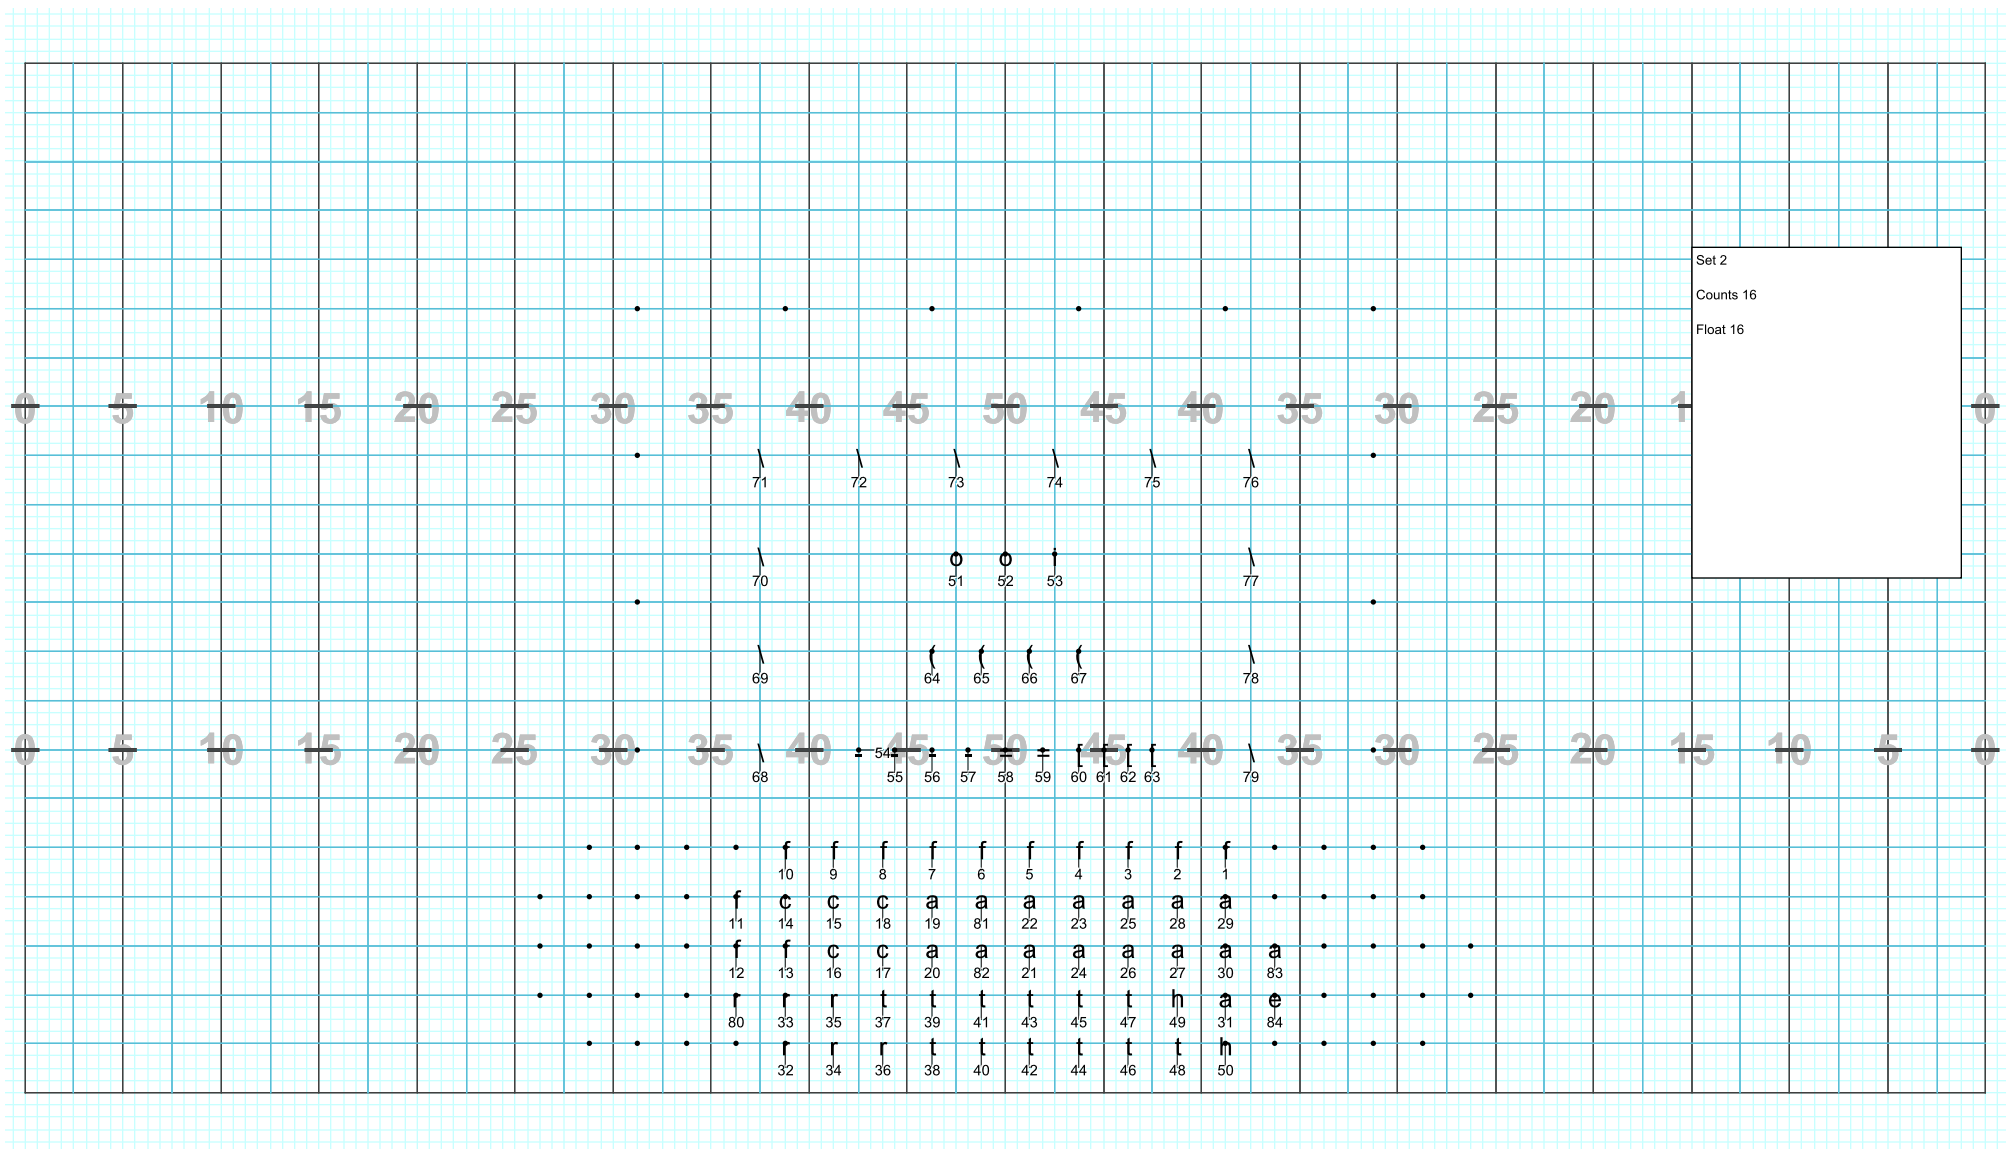 Set 2
Counts 16
Float 16
0 5 10 15 20 25 30 35 40 45 50 45 40 35 30 25 20 1 0
\ \ \ \ \ \
71 72 73 74 75 76
\ o o i \
70 51 52 53 77
\ ( ( ( ( \
69 64 65 66 67 78
0 5 10 15 20 25 30 35 40 45 50 45 40 35 30 25 20 15 10 5 0
\ - 54 - - - = = [ [ [ [ \
68 55 56 57 58 59 60 61 62 63 79
f f f f f f f f f f
10 9 8 7 6 5 4 3 2 1
f c c c a a a a a a a
11 14 15 18 19 81 22 23 25 28 29
f f c c a a a a a a a a
12 13 16 17 20 82 21 24 26 27 30 83
r r r t t t t t t h a e
80 33 35 37 39 41 43 45 47 49 31 84
r r r t t t t t t h
32 34 36 38 40 42 44 46 48 50